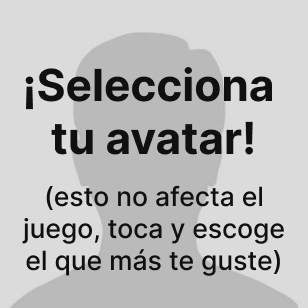 ¡Selecciona
tu avatar!
(esto no afecta el
juego, toca y escoge
el que más te guste)